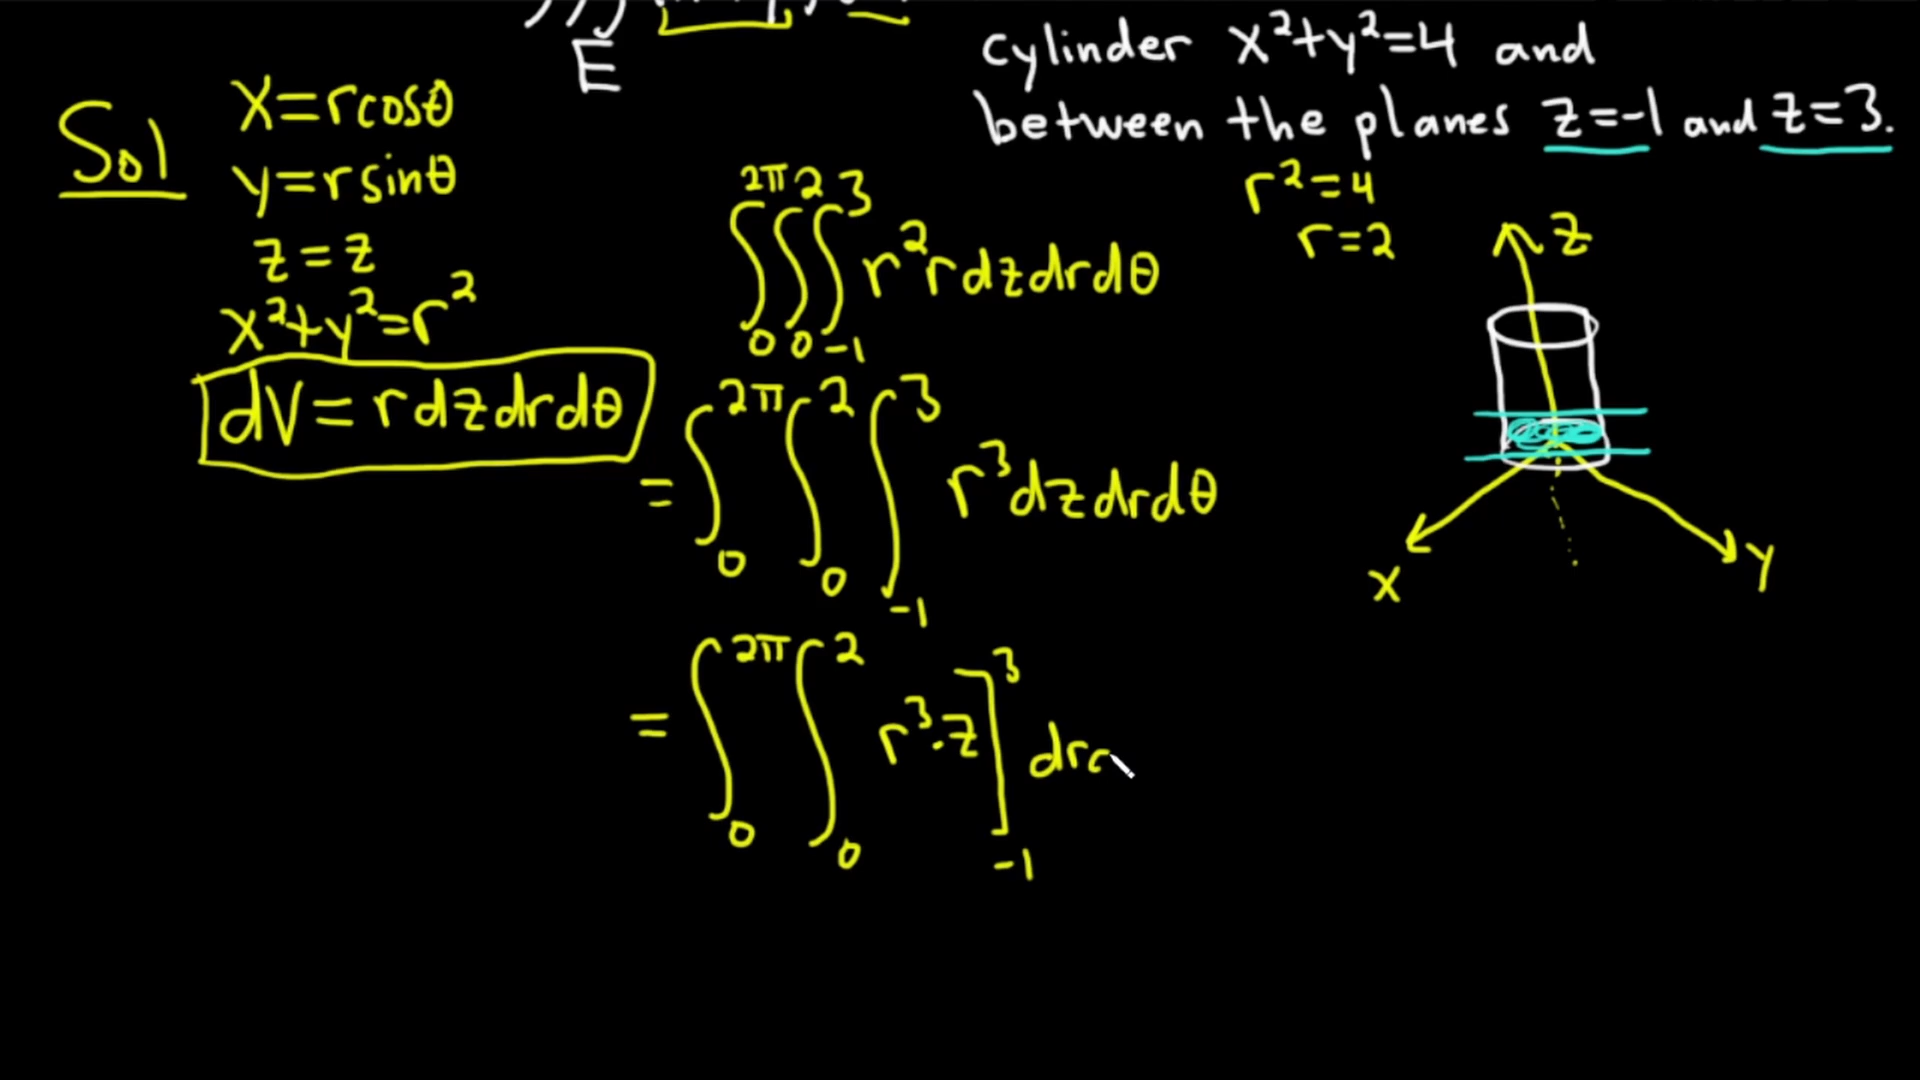 E
cylinder x²+y²=4 and
between the planes z=-1 and z=3.
Sol
x=rcosθ
y=rsinθ
z=z
x²+y²=r²
dV=rdzdrdθ
∫₀^2π ∫₀^2 ∫₋₁^3 r²rdzdrdθ
= ∫₀^2π ∫₀^2 ∫₋₁^3 r³dzdrdθ
= ∫₀^2π ∫₀^2 r³·z]₋₁^3 dr
r²=4
r=2
z
x
y